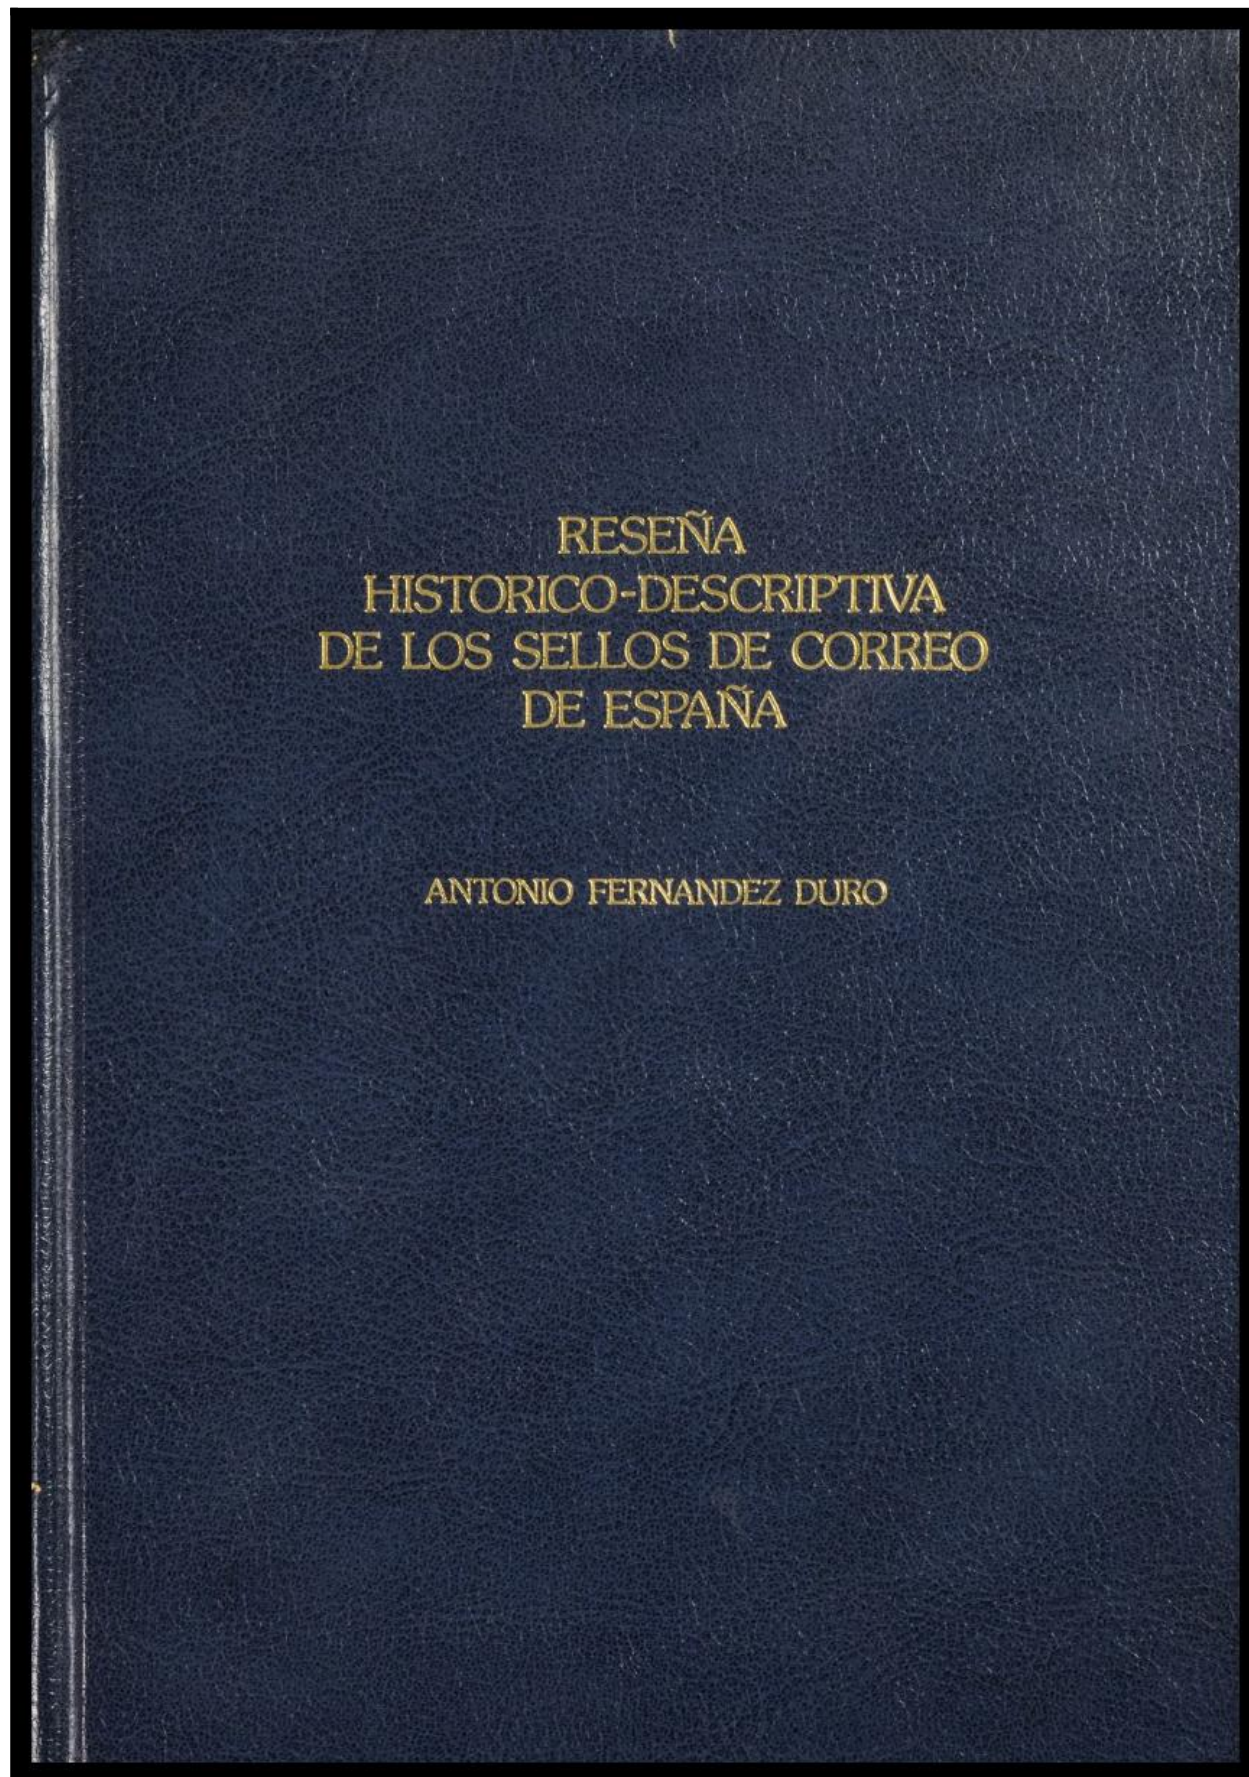 RESEÑA
HISTORICO-DESCRIPTIVA
DE LOS SELLOS DE CORREO
DE ESPAÑA
ANTONIO FERNANDEZ DURO